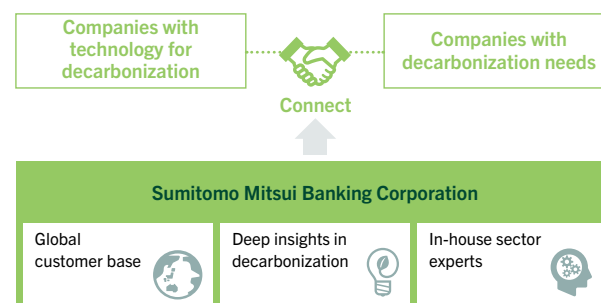 Companies with
technology for
decarbonization
Companies with
decarbonization needs
Connect
Sumitomo Mitsui Banking Corporation
Global
customer base
Deep insights in
decarbonization
In-house sector
experts